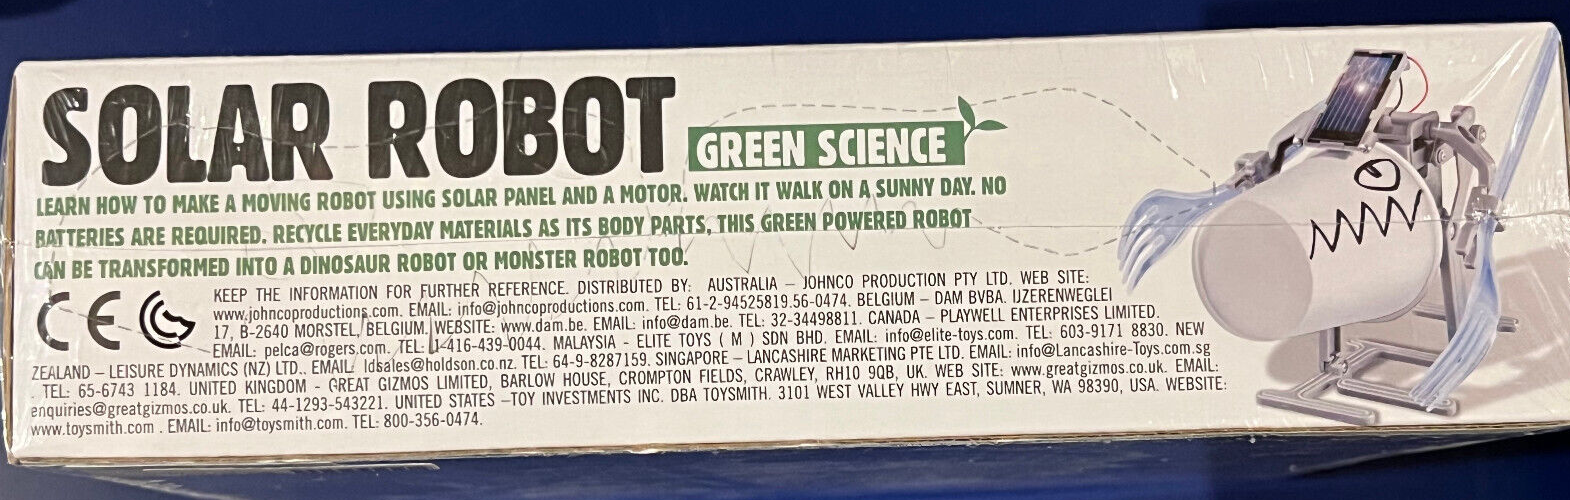 SOLAR ROBOT
GREEN SCIENCE
LEARN HOW TO MAKE A MOVING ROBOT USING SOLAR PANEL AND A MOTOR. WATCH IT WALK ON A SUNNY DAY. NO
BATTERIES ARE REQUIRED. RECYCLE EVERYDAY MATERIALS AS ITS BODY PARTS, THIS GREEN POWERED ROBOT
CAN BE TRANSFORMED INTO A DINOSAUR ROBOT OR MONSTER ROBOT TOO.
CE
KEEP THE INFORMATION FOR FURTHER REFERENCE. DISTRIBUTED BY: AUSTRALIA – JOHNCO PRODUCTION PTY LTD. WEB SITE:
www.johncoproductions.com. EMAIL: info@johncoproductions.com. TEL: 61-2-94525819.56-0474. BELGIUM – DAM BVBA. IJZERENWEGLEI
17, B-2640 MORSTEL, BELGIUM. WEBSITE: www.dam.be. EMAIL: info@dam.be. TEL: 32-34498811. CANADA – PLAYWELL ENTERPRISES LIMITED.
EMAIL: pelca@rogers.com. TEL: 1-416-439-0044. MALAYSIA - ELITE TOYS ( M ) SDN BHD. EMAIL: info@elite-toys.com. TEL: 603-9171 8830. NEW
ZEALAND – LEISURE DYNAMICS (NZ) LTD.. EMAIL: ldsales@holdson.co.nz. TEL: 64-9-8287159. SINGAPORE – LANCASHIRE MARKETING PTE LTD. EMAIL: info@Lancashire-Toys.com.sg
. TEL: 65-6743 1184. UNITED KINGDOM - GREAT GIZMOS LIMITED, BARLOW HOUSE, CROMPTON FIELDS, CRAWLEY, RH10 9QB, UK. WEB SITE: www.greatgizmos.co.uk. EMAIL:
enquiries@greatgizmos.co.uk. TEL: 44-1293-543221. UNITED STATES –TOY INVESTMENTS INC. DBA TOYSMITH. 3101 WEST VALLEY HWY EAST, SUMNER, WA 98390, USA. WEBSITE:
www.toysmith.com . EMAIL: info@toysmith.com. TEL: 800-356-0474.